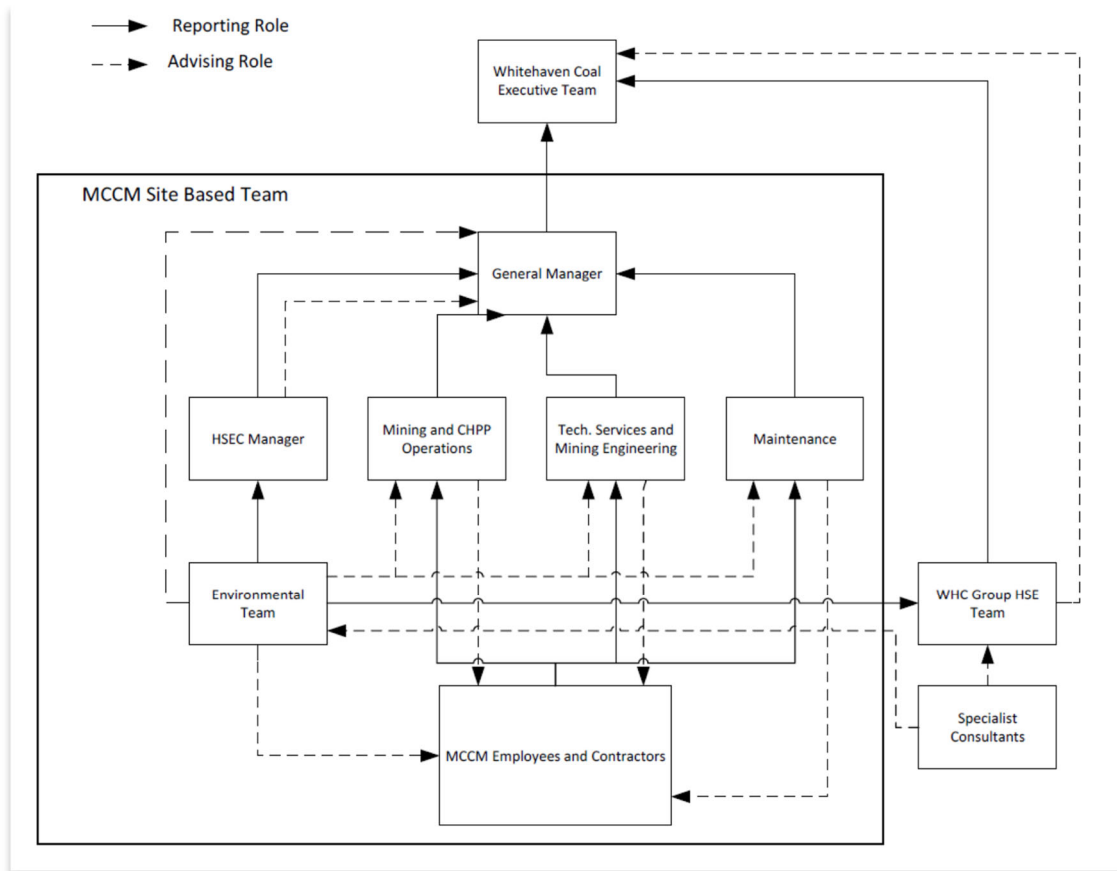 Reporting Role
Advising Role
Whitehaven Coal
Executive Team
MCCM Site Based Team
General Manager
HSEC Manager
Mining and CHPP
Operations
Tech. Services and
Mining Engineering
Maintenance
Environmental
Team
WHC Group HSE
Team
MCCM Employees and Contractors
Specialist
Consultants